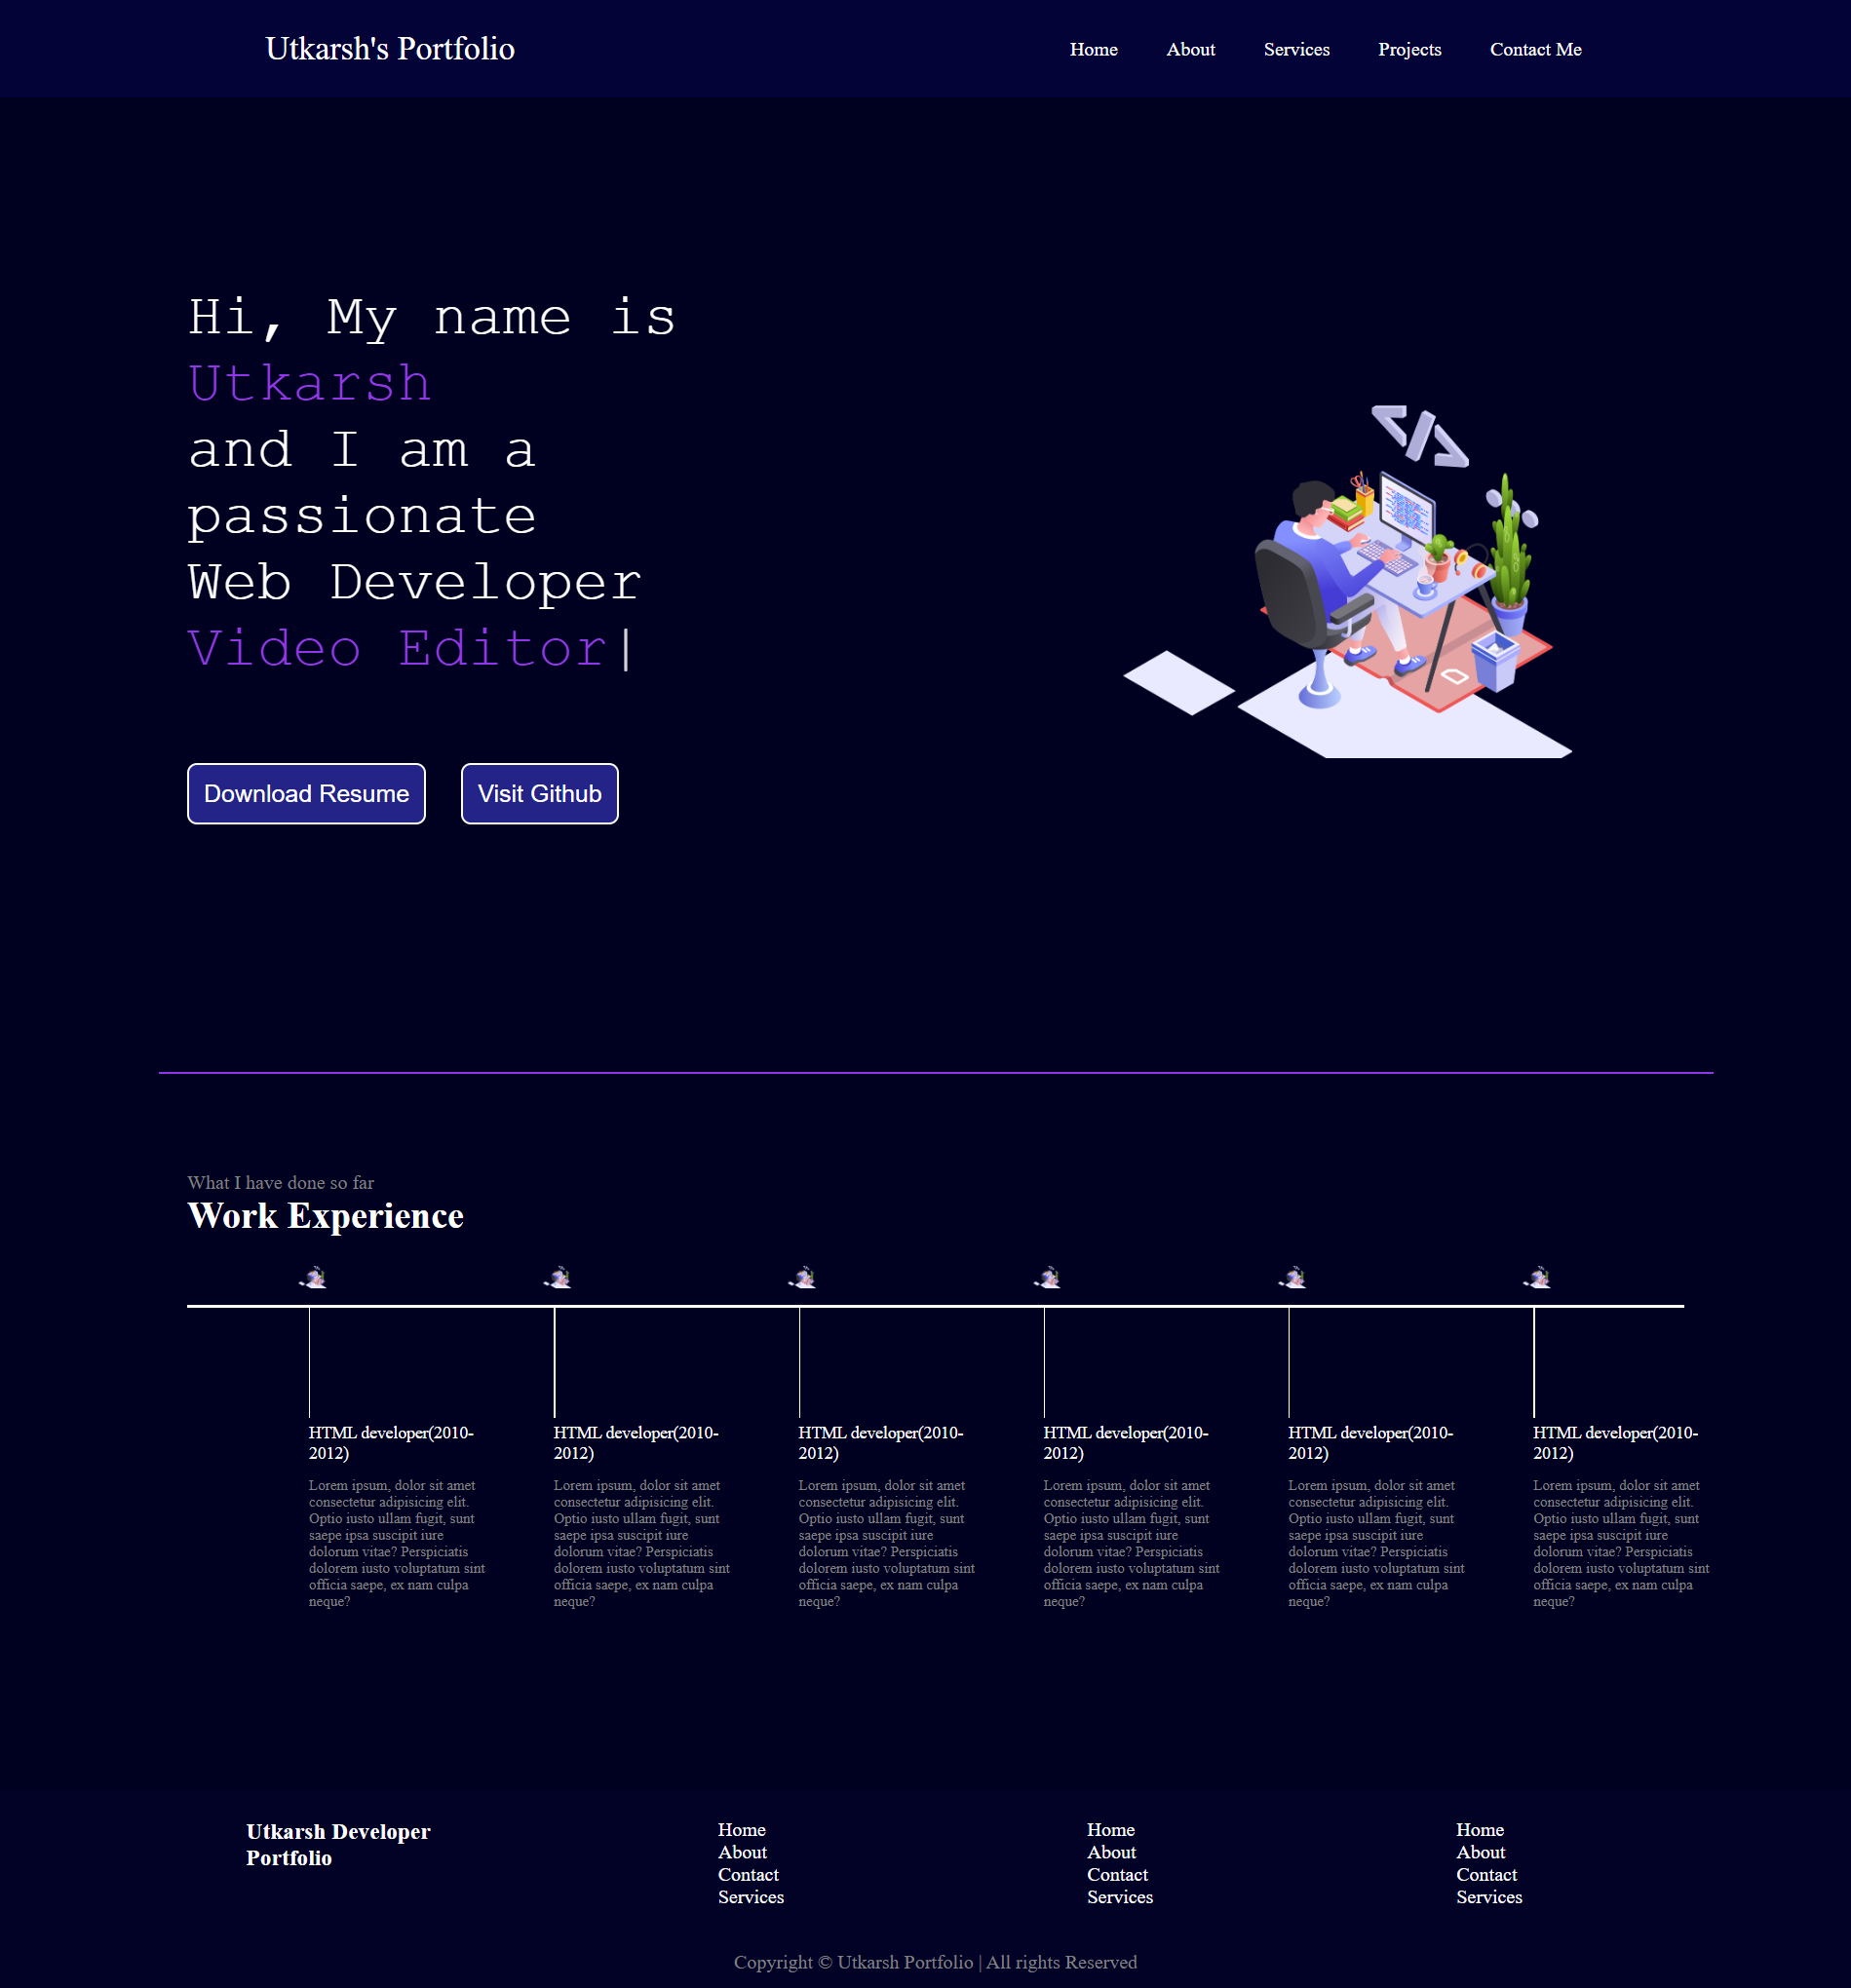 Utkarsh's Portfolio
Home
About
Services
Projects
Contact Me
Hi, My name is
Utkarsh
and I am a
passionate
Web Developer
Video Editor|
Download Resume
Visit Github
What I have done so far
Work Experience
HTML developer(2010-
2012)
Lorem ipsum, dolor sit amet
consectetur adipisicing elit.
Optio iusto ullam fugit, sunt
saepe ipsa suscipit iure
dolorum vitae? Perspiciatis
dolorem iusto voluptatum sint
officia saepe, ex nam culpa
neque?
HTML developer(2010-
2012)
Lorem ipsum, dolor sit amet
consectetur adipisicing elit.
Optio iusto ullam fugit, sunt
saepe ipsa suscipit iure
dolorum vitae? Perspiciatis
dolorem iusto voluptatum sint
officia saepe, ex nam culpa
neque?
HTML developer(2010-
2012)
Lorem ipsum, dolor sit amet
consectetur adipisicing elit.
Optio iusto ullam fugit, sunt
saepe ipsa suscipit iure
dolorum vitae? Perspiciatis
dolorem iusto voluptatum sint
officia saepe, ex nam culpa
neque?
HTML developer(2010-
2012)
Lorem ipsum, dolor sit amet
consectetur adipisicing elit.
Optio iusto ullam fugit, sunt
saepe ipsa suscipit iure
dolorum vitae? Perspiciatis
dolorem iusto voluptatum sint
officia saepe, ex nam culpa
neque?
HTML developer(2010-
2012)
Lorem ipsum, dolor sit amet
consectetur adipisicing elit.
Optio iusto ullam fugit, sunt
saepe ipsa suscipit iure
dolorum vitae? Perspiciatis
dolorem iusto voluptatum sint
officia saepe, ex nam culpa
neque?
HTML developer(2010-
2012)
Lorem ipsum, dolor sit amet
consectetur adipisicing elit.
Optio iusto ullam fugit, sunt
saepe ipsa suscipit iure
dolorum vitae? Perspiciatis
dolorem iusto voluptatum sint
officia saepe, ex nam culpa
neque?
Utkarsh Developer
Portfolio
Home
About
Contact
Services
Home
About
Contact
Services
Home
About
Contact
Services
Copyright © Utkarsh Portfolio | All rights Reserved